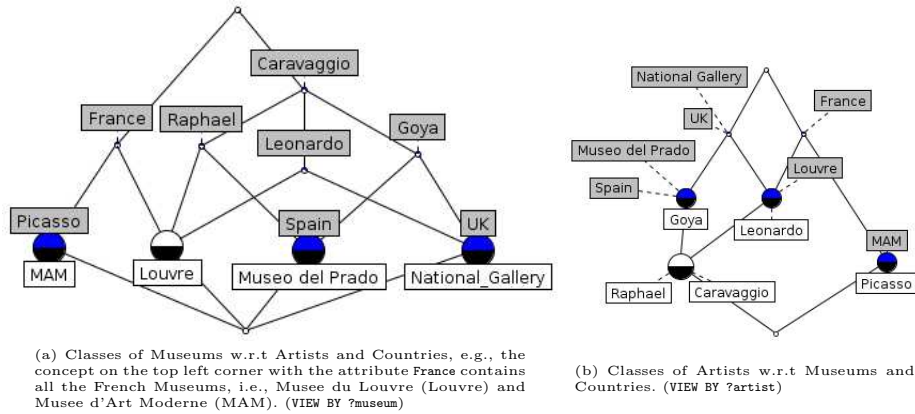 Caravaggio
France
Raphael
Goya
Leonardo
Picasso
Spain
UK
MAM
Louvre
Museo del Prado
National_Gallery
(a) Classes of Museums w.r.t Artists and Countries, e.g., the
concept on the top left corner with the attribute France contains
all the French Museums, i.e., Musee du Louvre (Louvre) and
Musee d'Art Moderne (MAM). (VIEW BY ?museum)
National Gallery
France
UK
Museo del Prado
Louvre
Spain
Goya
Leonardo
MAM
Picasso
Raphael
Caravaggio
(b) Classes of Artists w.r.t Museums and
Countries. (VIEW BY ?artist)